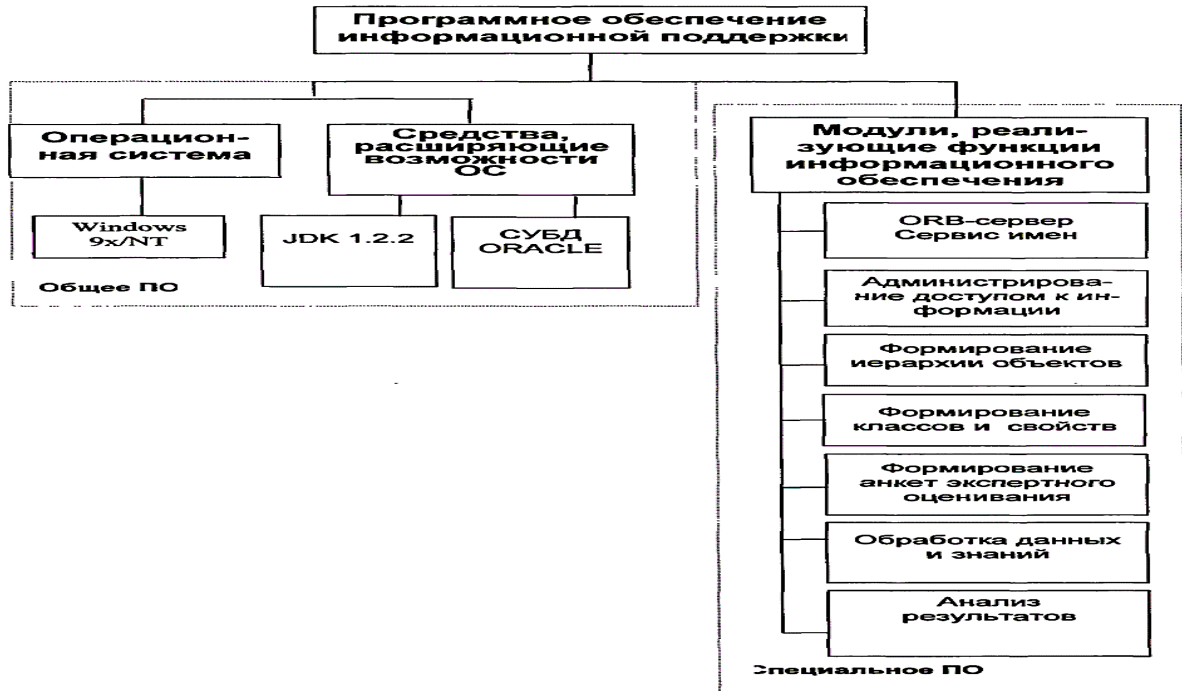 Программное обеспечение
информационной поддержки
Операцион-
ная система
Средства,
расширяющие
возможности
ОС
Windows
9x/NT
JDK 1.2.2
СУБД
ORACLE
Общее ПО
Модули, реали-
зующие функции
информационного
обеспечения
ORB-сервер
Сервис имен
Администрирова-
ние доступом к ин-
формации
Формирование
иерархии объектов
Формирование
классов и свойств
Формирование
анкет экспертного
оценивания
Обработка данных
и знаний
Анализ
результатов
Специальное ПО